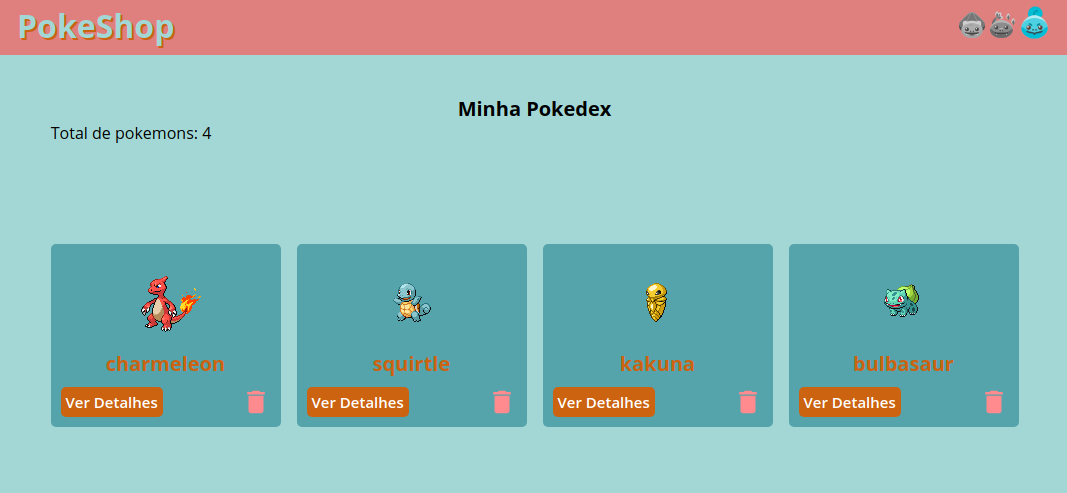 PokeShop
Minha Pokedex
Total de pokemons: 4
charmeleon
squirtle
kakuna
bulbasaur
Ver Detalhes
Ver Detalhes
Ver Detalhes
Ver Detalhes